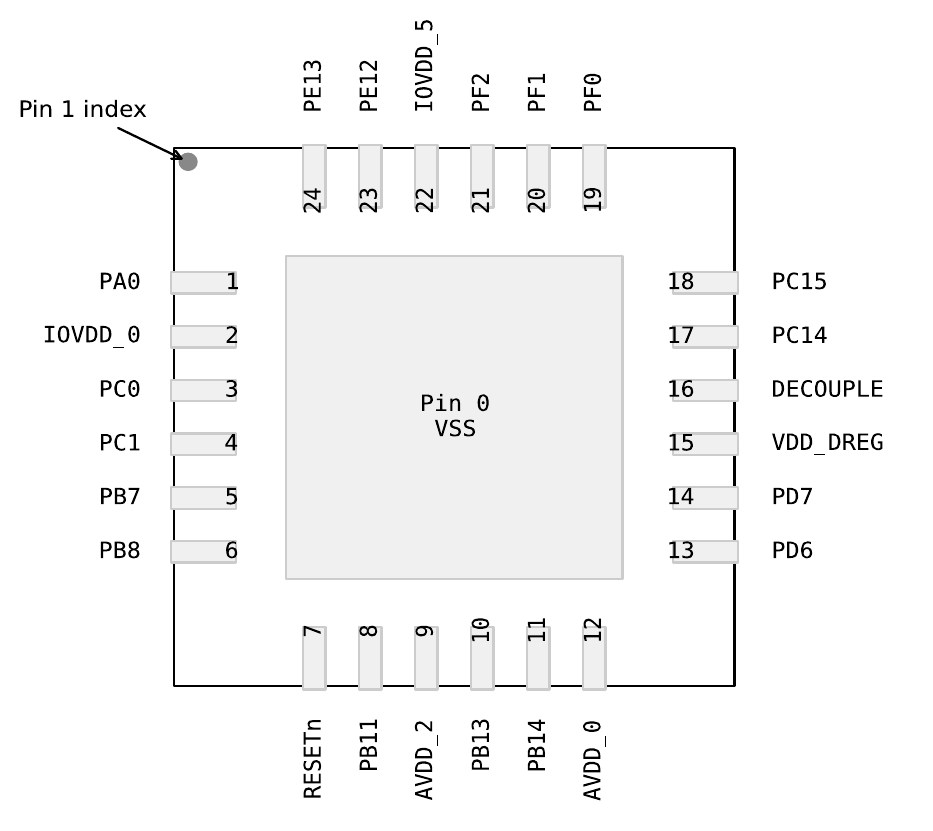 PE13 PE12 IOVDD_5 PF2 PF1 PF0
Pin 1 index
24 23 22 21 20 19
PA0 1 18 PC15
IOVDD_0 2 17 PC14
PC0 3 16 DECOUPLE
Pin 0
VSS
PC1 4 15 VDD_DREG
PB7 5 14 PD7
PB8 6 13 PD6
7 8 9 10 11 12
RESETn PB11 AVDD_2 PB13 PB14 AVDD_0